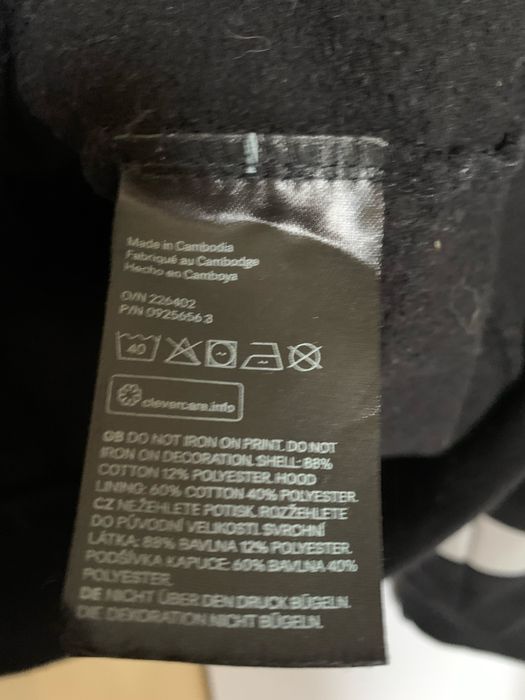 Made in Cambodia
Fabriqué au Cambodge
Hecho en Camboya
O/N 226402
P/N 0925656.3
40
clevercare.info
GB DO NOT IRON ON PRINT. DO NOT
IRON ON DECORATION. SHELL: 88%
COTTON 12% POLYESTER. HOOD
LINING: 60% COTTON 40% POLYESTER.
CZ NEŽEHLETE POTISK. ROZŽEHLETE
DO PŮVODNÍ VELIKOSTI. SVRCHNÍ
LÁTKA: 88% BAVLNA 12% POLYESTER.
PODŠÍVKA KAPUCE: 60% BAVLNA 40%
POLYESTER.
DE NICHT ÜBER DEN DRUCK BÜGELN.
DIE DEKORATION NICHT BÜGELN.